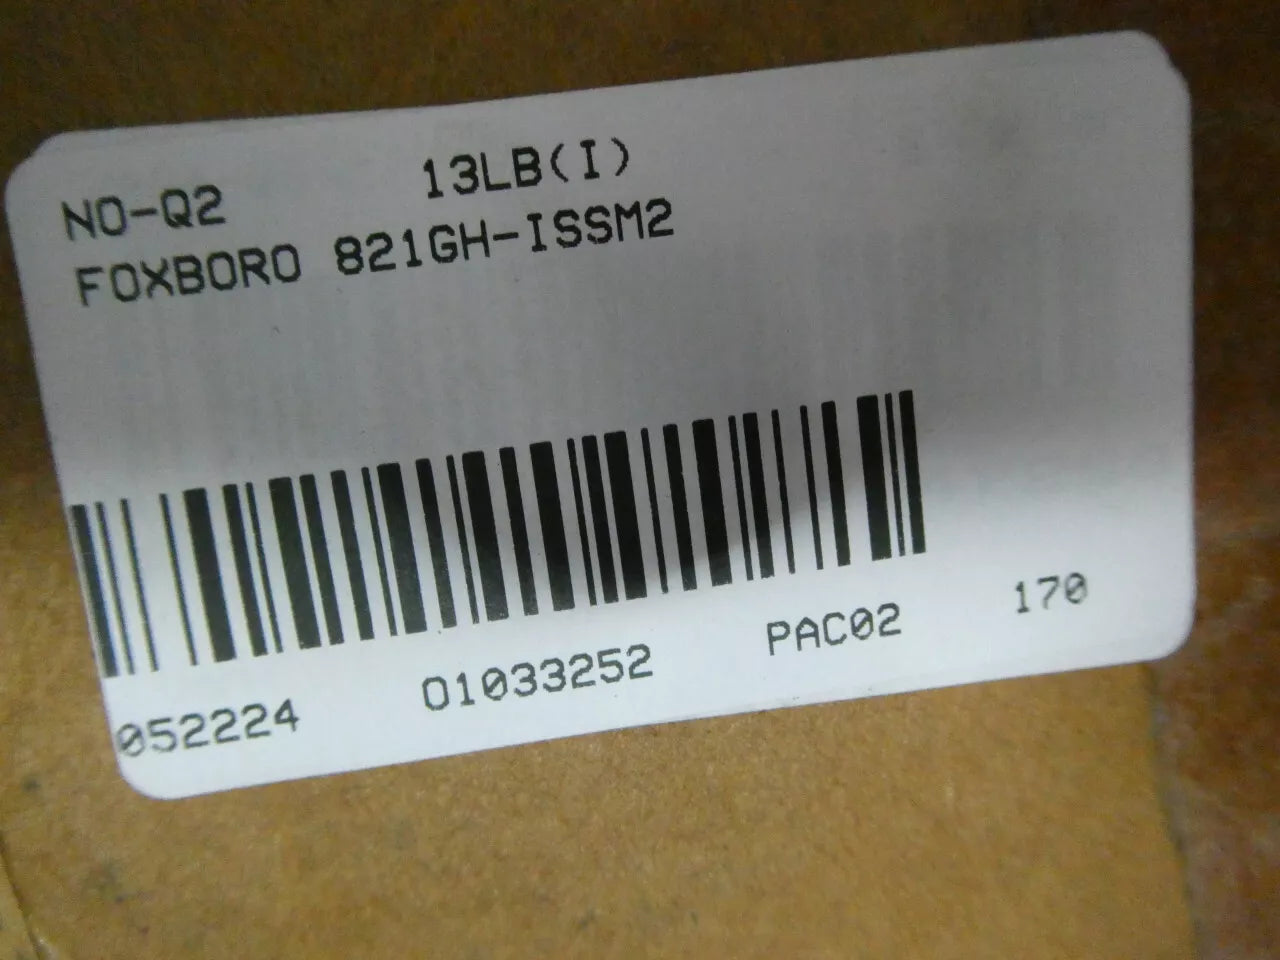 NO-Q2 13LB(I)
FOXBORO 821GH-ISSM2
052224 01033252 PAC02 170